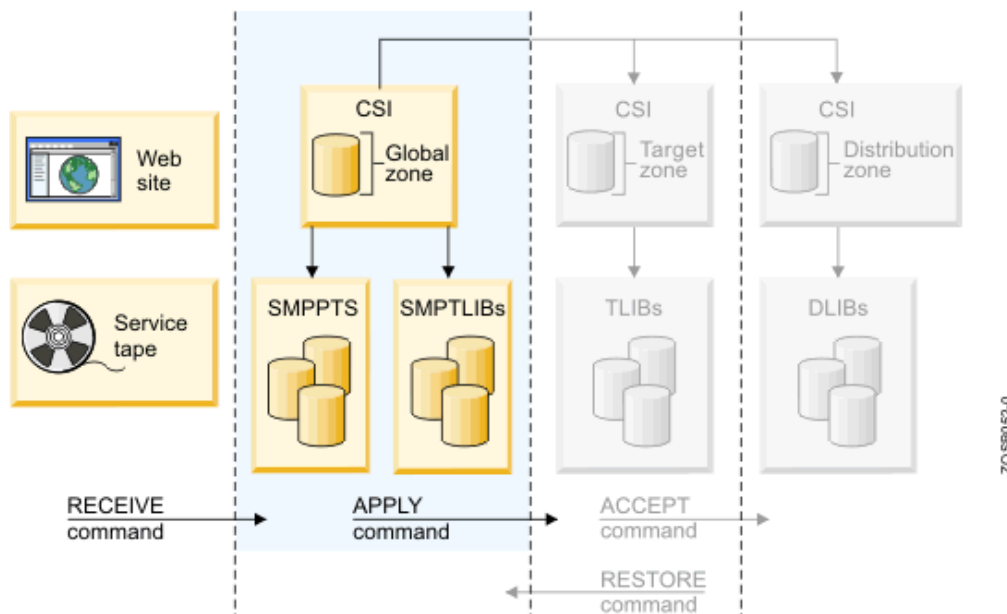 CSI
Global
zone
CSI
Target
zone
CSI
Distribution
zone
Web
site
Service
tape
SMPPTS
SMPTLIBs
TLIBs
DLIBs
RECEIVE
command
APPLY
command
ACCEPT
command
RESTORE
command